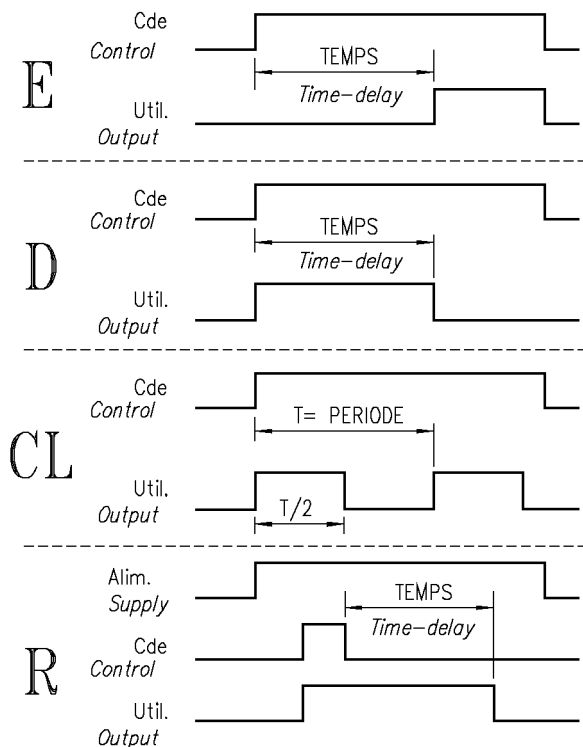 Cde
Control
TEMPS
E
Time-delay
Util.
Output
Cde
Control
TEMPS
D
Time-delay
Util.
Output
Cde
Control
T= PERIODE
CL
Util.
T/2
Output
Alim.
Supply
TEMPS
Cde
Time-delay
Control
R
Util.
Output